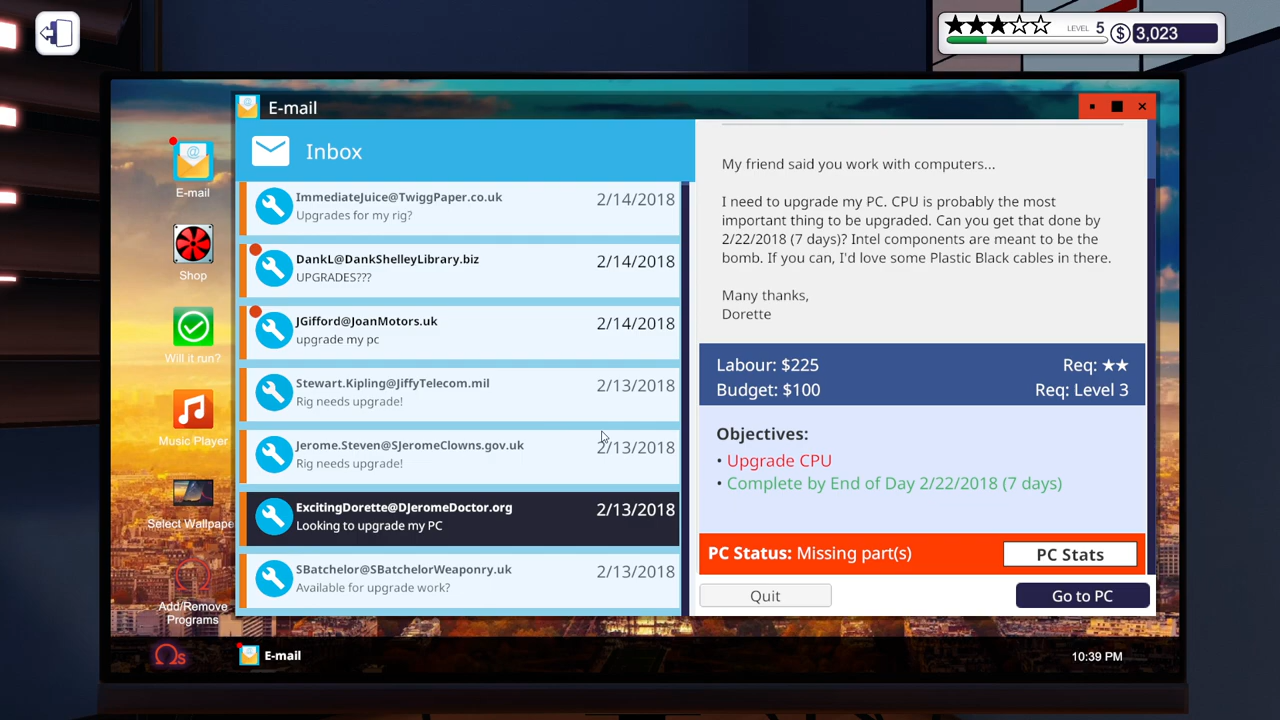 LEVEL 5
$ 3,023
E-mail
Inbox
ImmediateJuice@TwiggPaper.co.uk
2/14/2018
Upgrades for my rig?
DankL@DankShelleyLibrary.biz
2/14/2018
UPGRADES???
JGifford@JoanMotors.uk
2/14/2018
upgrade my pc
Stewart.Kipling@JiffyTelecom.mil
2/13/2018
Rig needs upgrade!
Jerome.Steven@SJeromeClowns.gov.uk
2/13/2018
Rig needs upgrade!
ExcitingDorette@DJeromeDoctor.org
2/13/2018
Looking to upgrade my PC
SBatchelor@SBatchelorWeaponry.uk
2/13/2018
Available for upgrade work?
My friend said you work with computers...
I need to upgrade my PC. CPU is probably the most
important thing to be upgraded. Can you get that done by
2/22/2018 (7 days)? Intel components are meant to be the
bomb. If you can, I'd love some Plastic Black cables in there.
Many thanks,
Dorette
Labour: $225
Req: ★★
Budget: $100
Req: Level 3
Objectives:
• Upgrade CPU
• Complete by End of Day 2/22/2018 (7 days)
PC Status: Missing part(s)
PC Stats
Quit
Go to PC
E-mail
Shop
Will it run?
Music Player
Select Wallpape
Add/Remove
Programs
Ωs
E-mail
10:39 PM